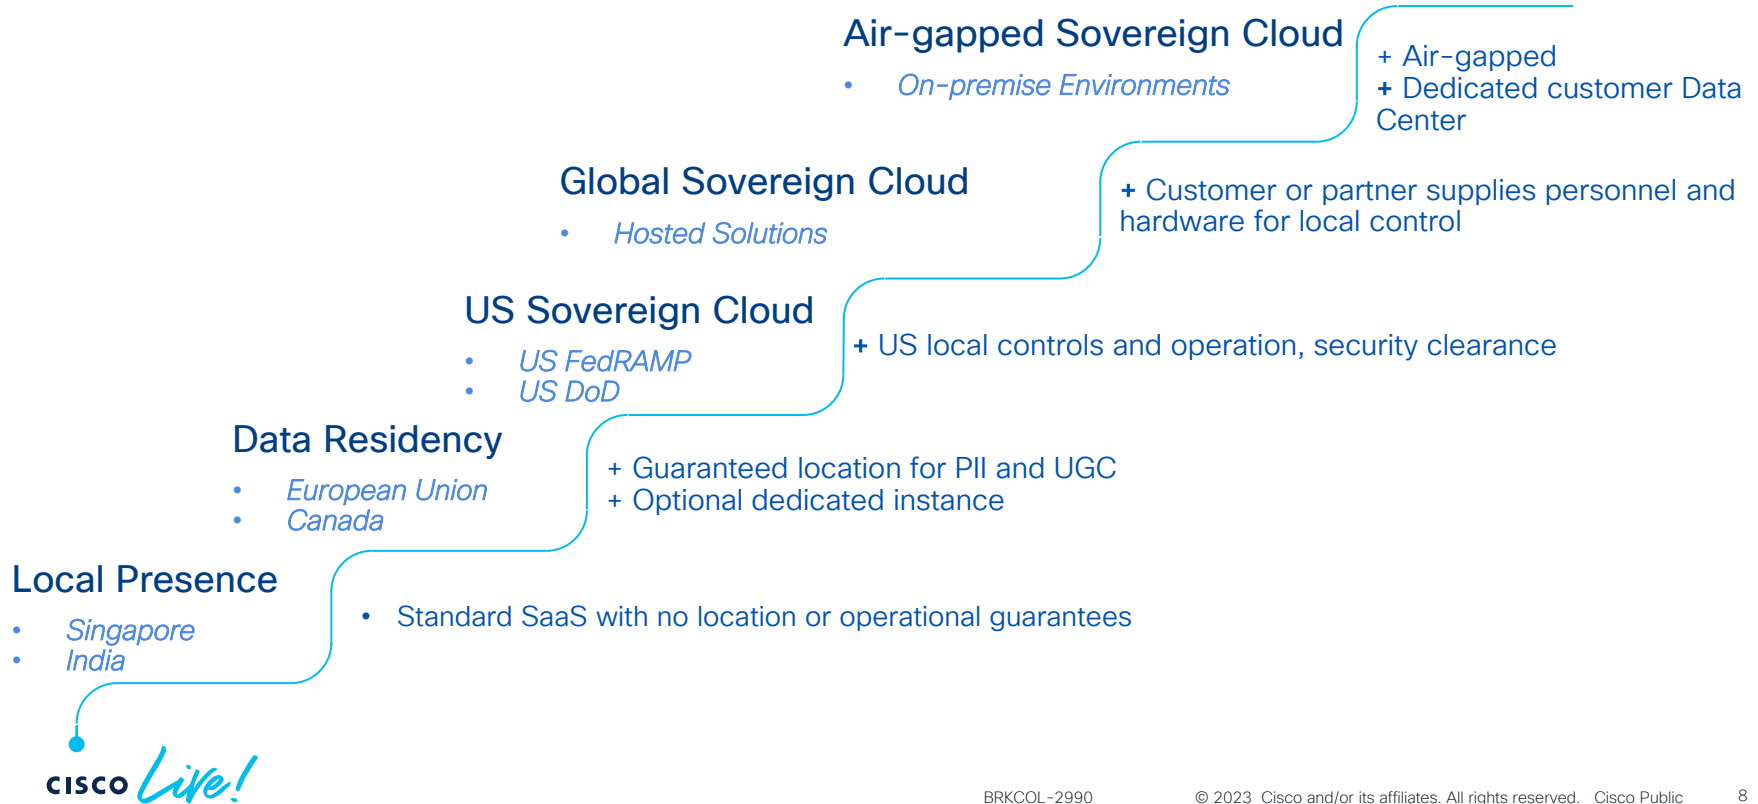 Air-gapped Sovereign Cloud
• On-premise Environments
+ Air-gapped
+ Dedicated customer Data
Center
Global Sovereign Cloud
• Hosted Solutions
+ Customer or partner supplies personnel and
hardware for local control
US Sovereign Cloud
• US FedRAMP
• US DoD
+ US local controls and operation, security clearance
Data Residency
• European Union
• Canada
+ Guaranteed location for PII and UGC
+ Optional dedicated instance
Local Presence
• Singapore
• India
• Standard SaaS with no location or operational guarantees
CISCO Live!
BRKCOL-2990
© 2023 Cisco and/or its affiliates. All rights reserved. Cisco Public
8